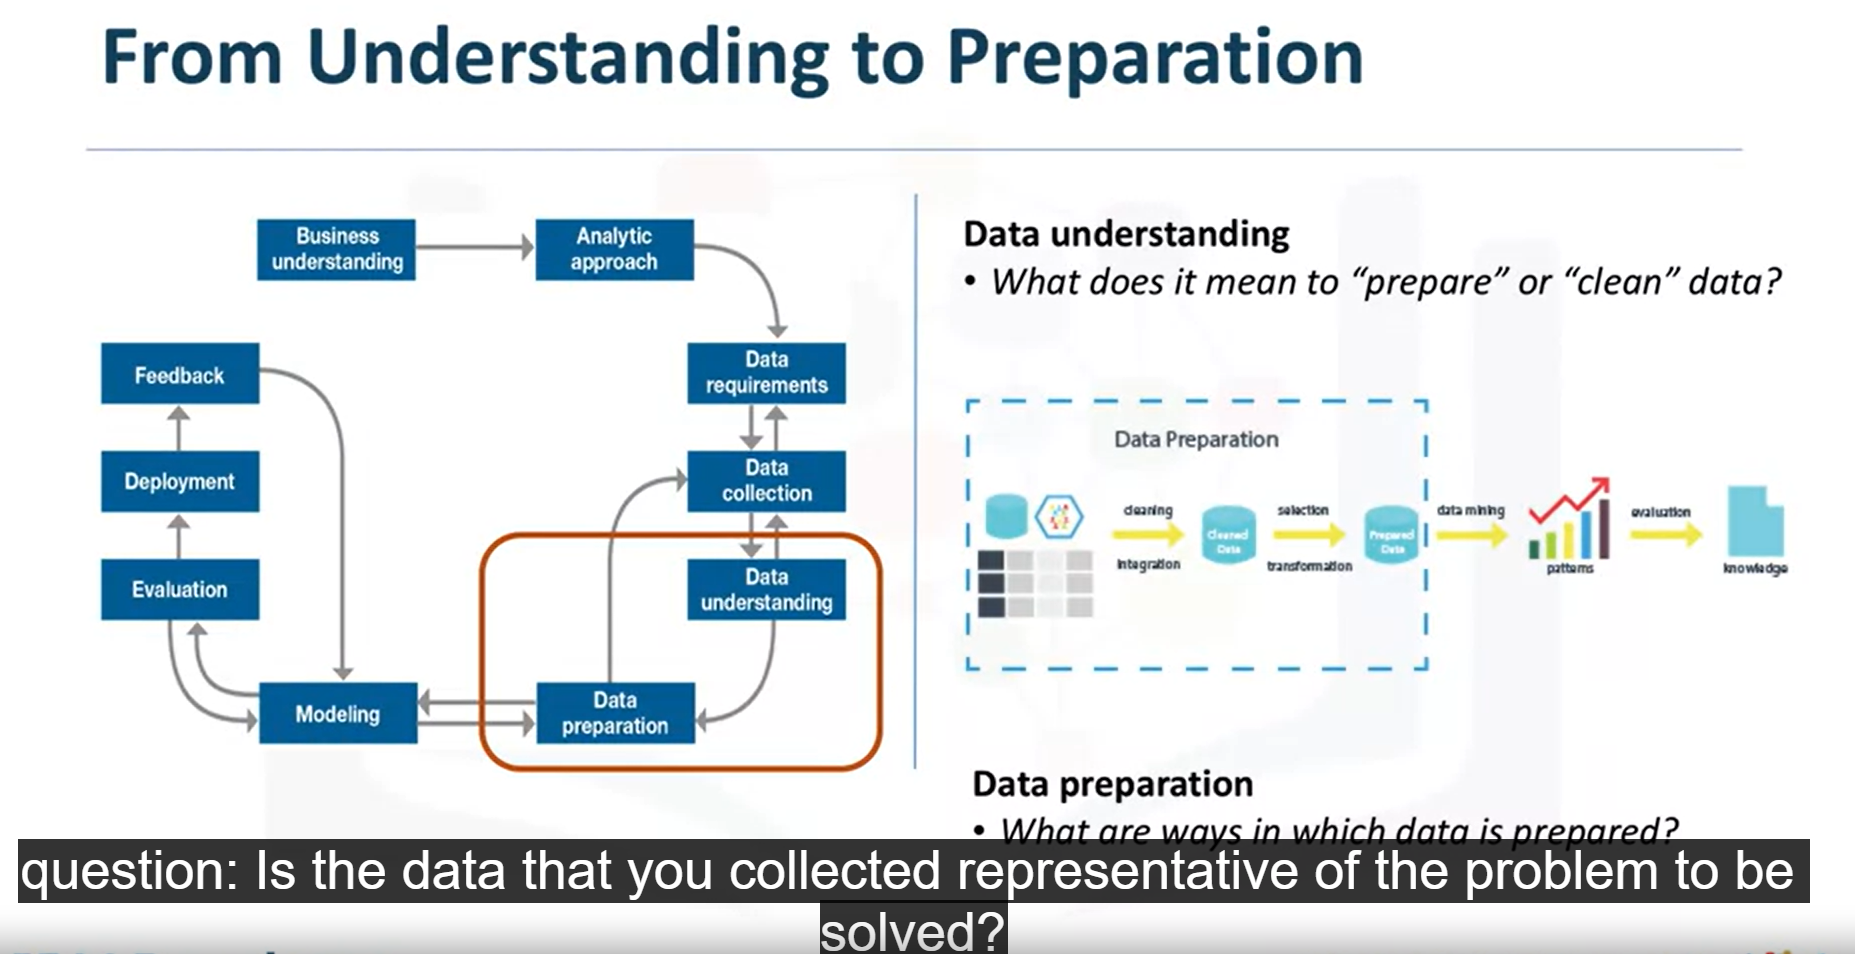 From Understanding to Preparation
Business
understanding
Analytic
approach
Feedback
Data
requirements
Deployment
Data
collection
Evaluation
Data
understanding
Modeling
Data
preparation
Data understanding
• What does it mean to “prepare” or “clean” data?
Data Preparation
cleaning
integration
Cleaned
Data
selection
transformation
Prepared
Data
data mining
patterns
evaluation
knowledge
Data preparation
• What are ways in which data is prepared?
question: Is the data that you collected representative of the problem to be
solved?